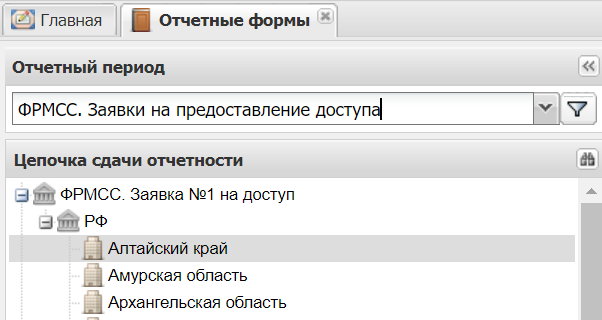 Главная
Отчетные формы
Отчетный период
ФРМСС. Заявки на предоставление доступа
Цепочка сдачи отчетности
ФРМСС. Заявка №1 на доступ
РФ
Алтайский край
Амурская область
Архангельская область